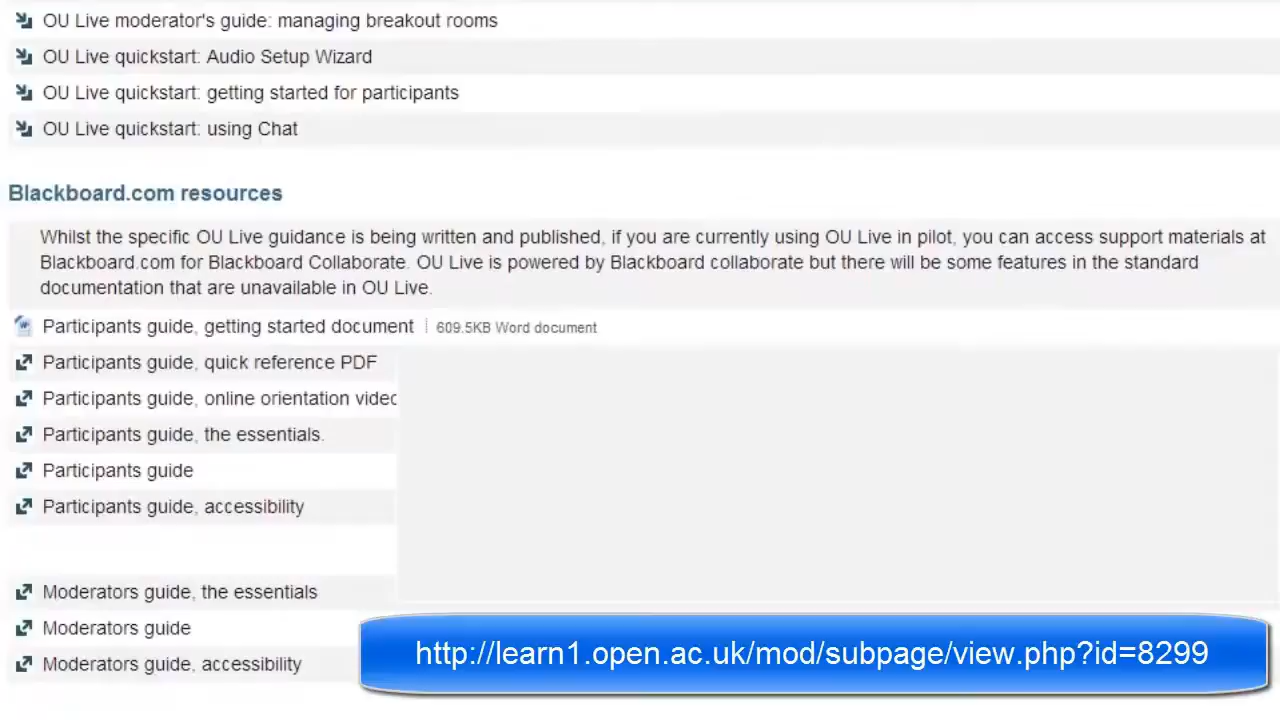 OU Live moderator's guide: managing breakout rooms
OU Live quickstart: Audio Setup Wizard
OU Live quickstart: getting started for participants
OU Live quickstart: using Chat
Blackboard.com resources
Whilst the specific OU Live guidance is being written and published, if you are currently using OU Live in pilot, you can access support materials at
Blackboard.com for Blackboard Collaborate. OU Live is powered by Blackboard collaborate but there will be some features in the standard
documentation that are unavailable in OU Live.
Participants guide, getting started document 609.5KB Word document
Participants guide, quick reference PDF
Participants guide, online orientation video
Participants guide, the essentials.
Participants guide
Participants guide, accessibility
Moderators guide, the essentials
Moderators guide
Moderators guide, accessibility
http://learn1.open.ac.uk/mod/subpage/view.php?id=8299